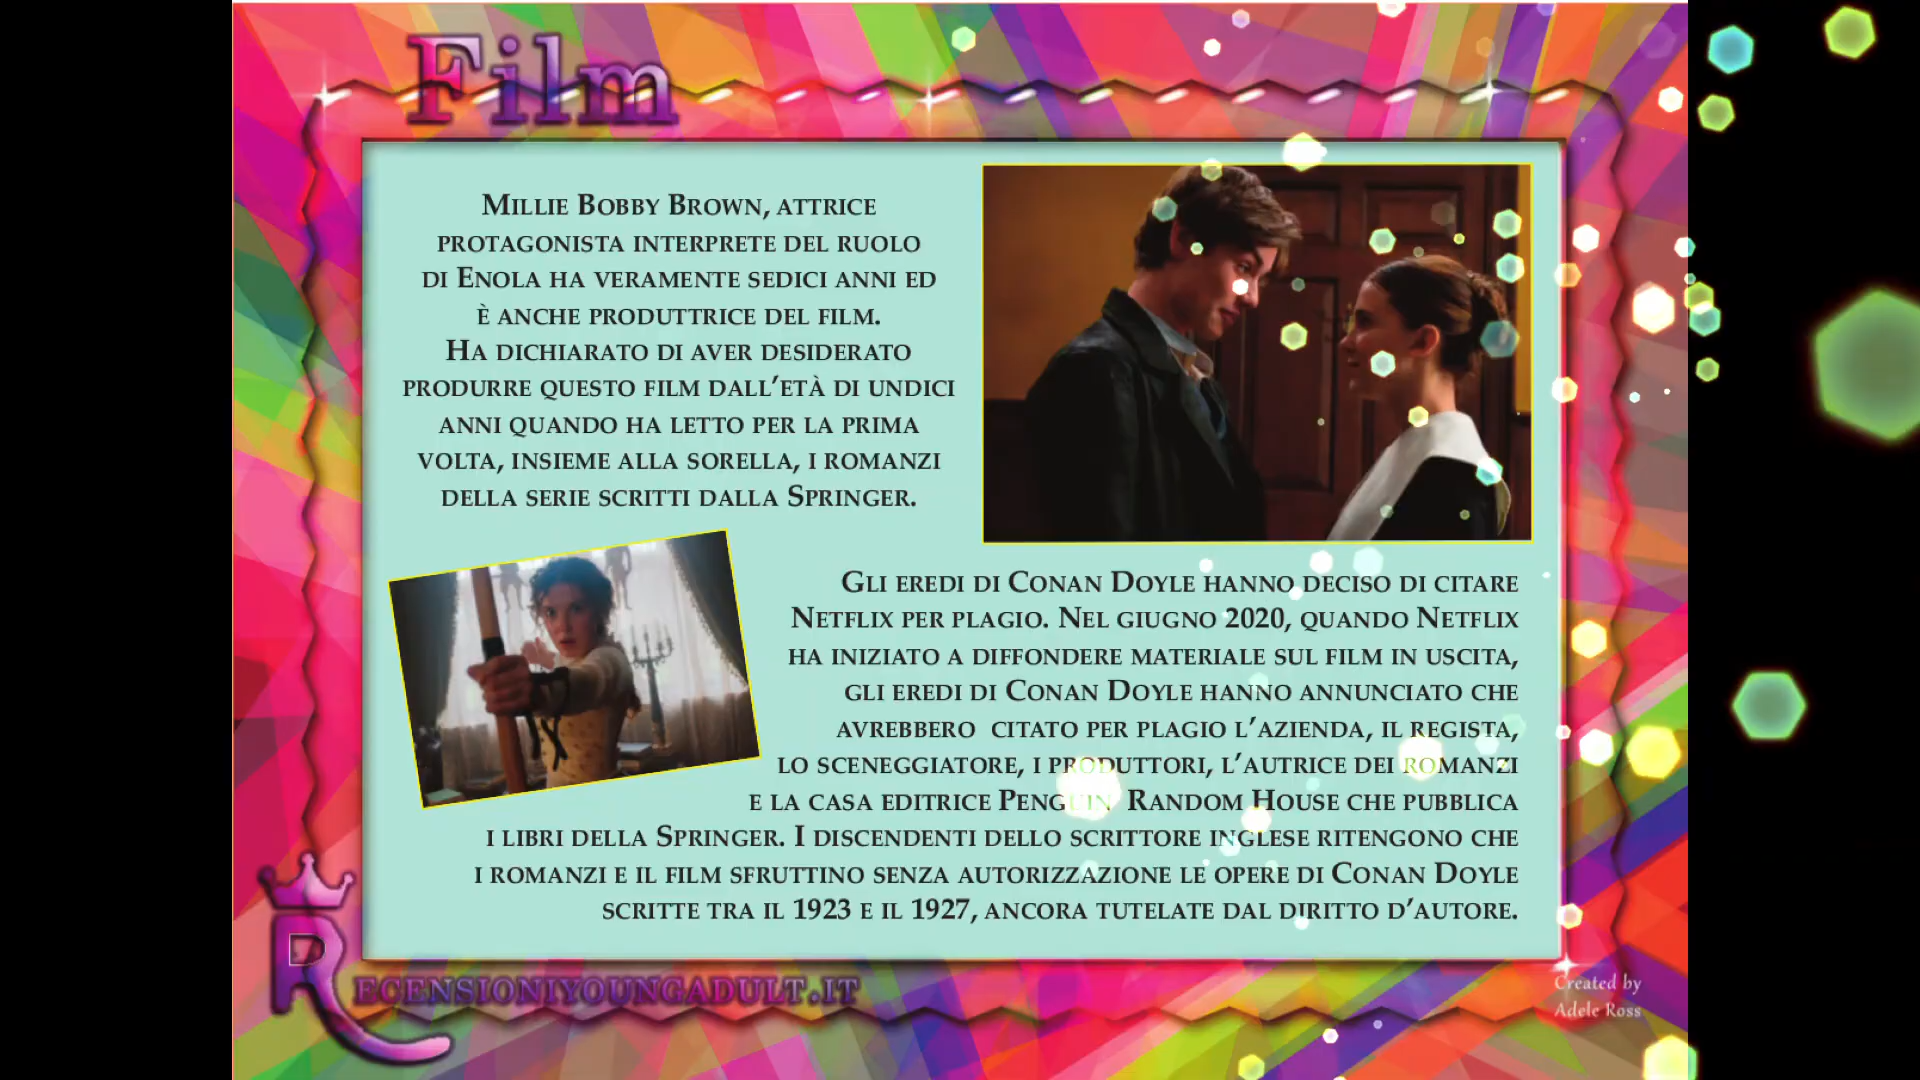 Film
Millie Bobby Brown, attrice
protagonista interprete del ruolo
di Enola ha veramente sedici anni ed
è anche produttrice del film.
Ha dichiarato di aver desiderato
produrre questo film dall'età di undici
anni quando ha letto per la prima
volta, insieme alla sorella, i romanzi
della serie scritti dalla Springer.
Gli eredi di Conan Doyle hanno deciso di citare
Netflix per plagio. Nel giugno 2020, quando Netflix
ha iniziato a diffondere materiale sul film in uscita,
gli eredi di Conan Doyle hanno annunciato che
avrebbero citato per plagio l'azienda, il regista,
lo sceneggiatore, i produttori, l'autrice dei romanzi
e la casa editrice Penguin Random House che pubblica
i libri della Springer. I discendenti dello scrittore inglese ritengono che
i romanzi e il film sfruttino senza autorizzazione le opere di Conan Doyle
scritte tra il 1923 e il 1927, ancora tutelate dal diritto d'autore.
Recensioniyoungadult.it
Created by
Adele Ross